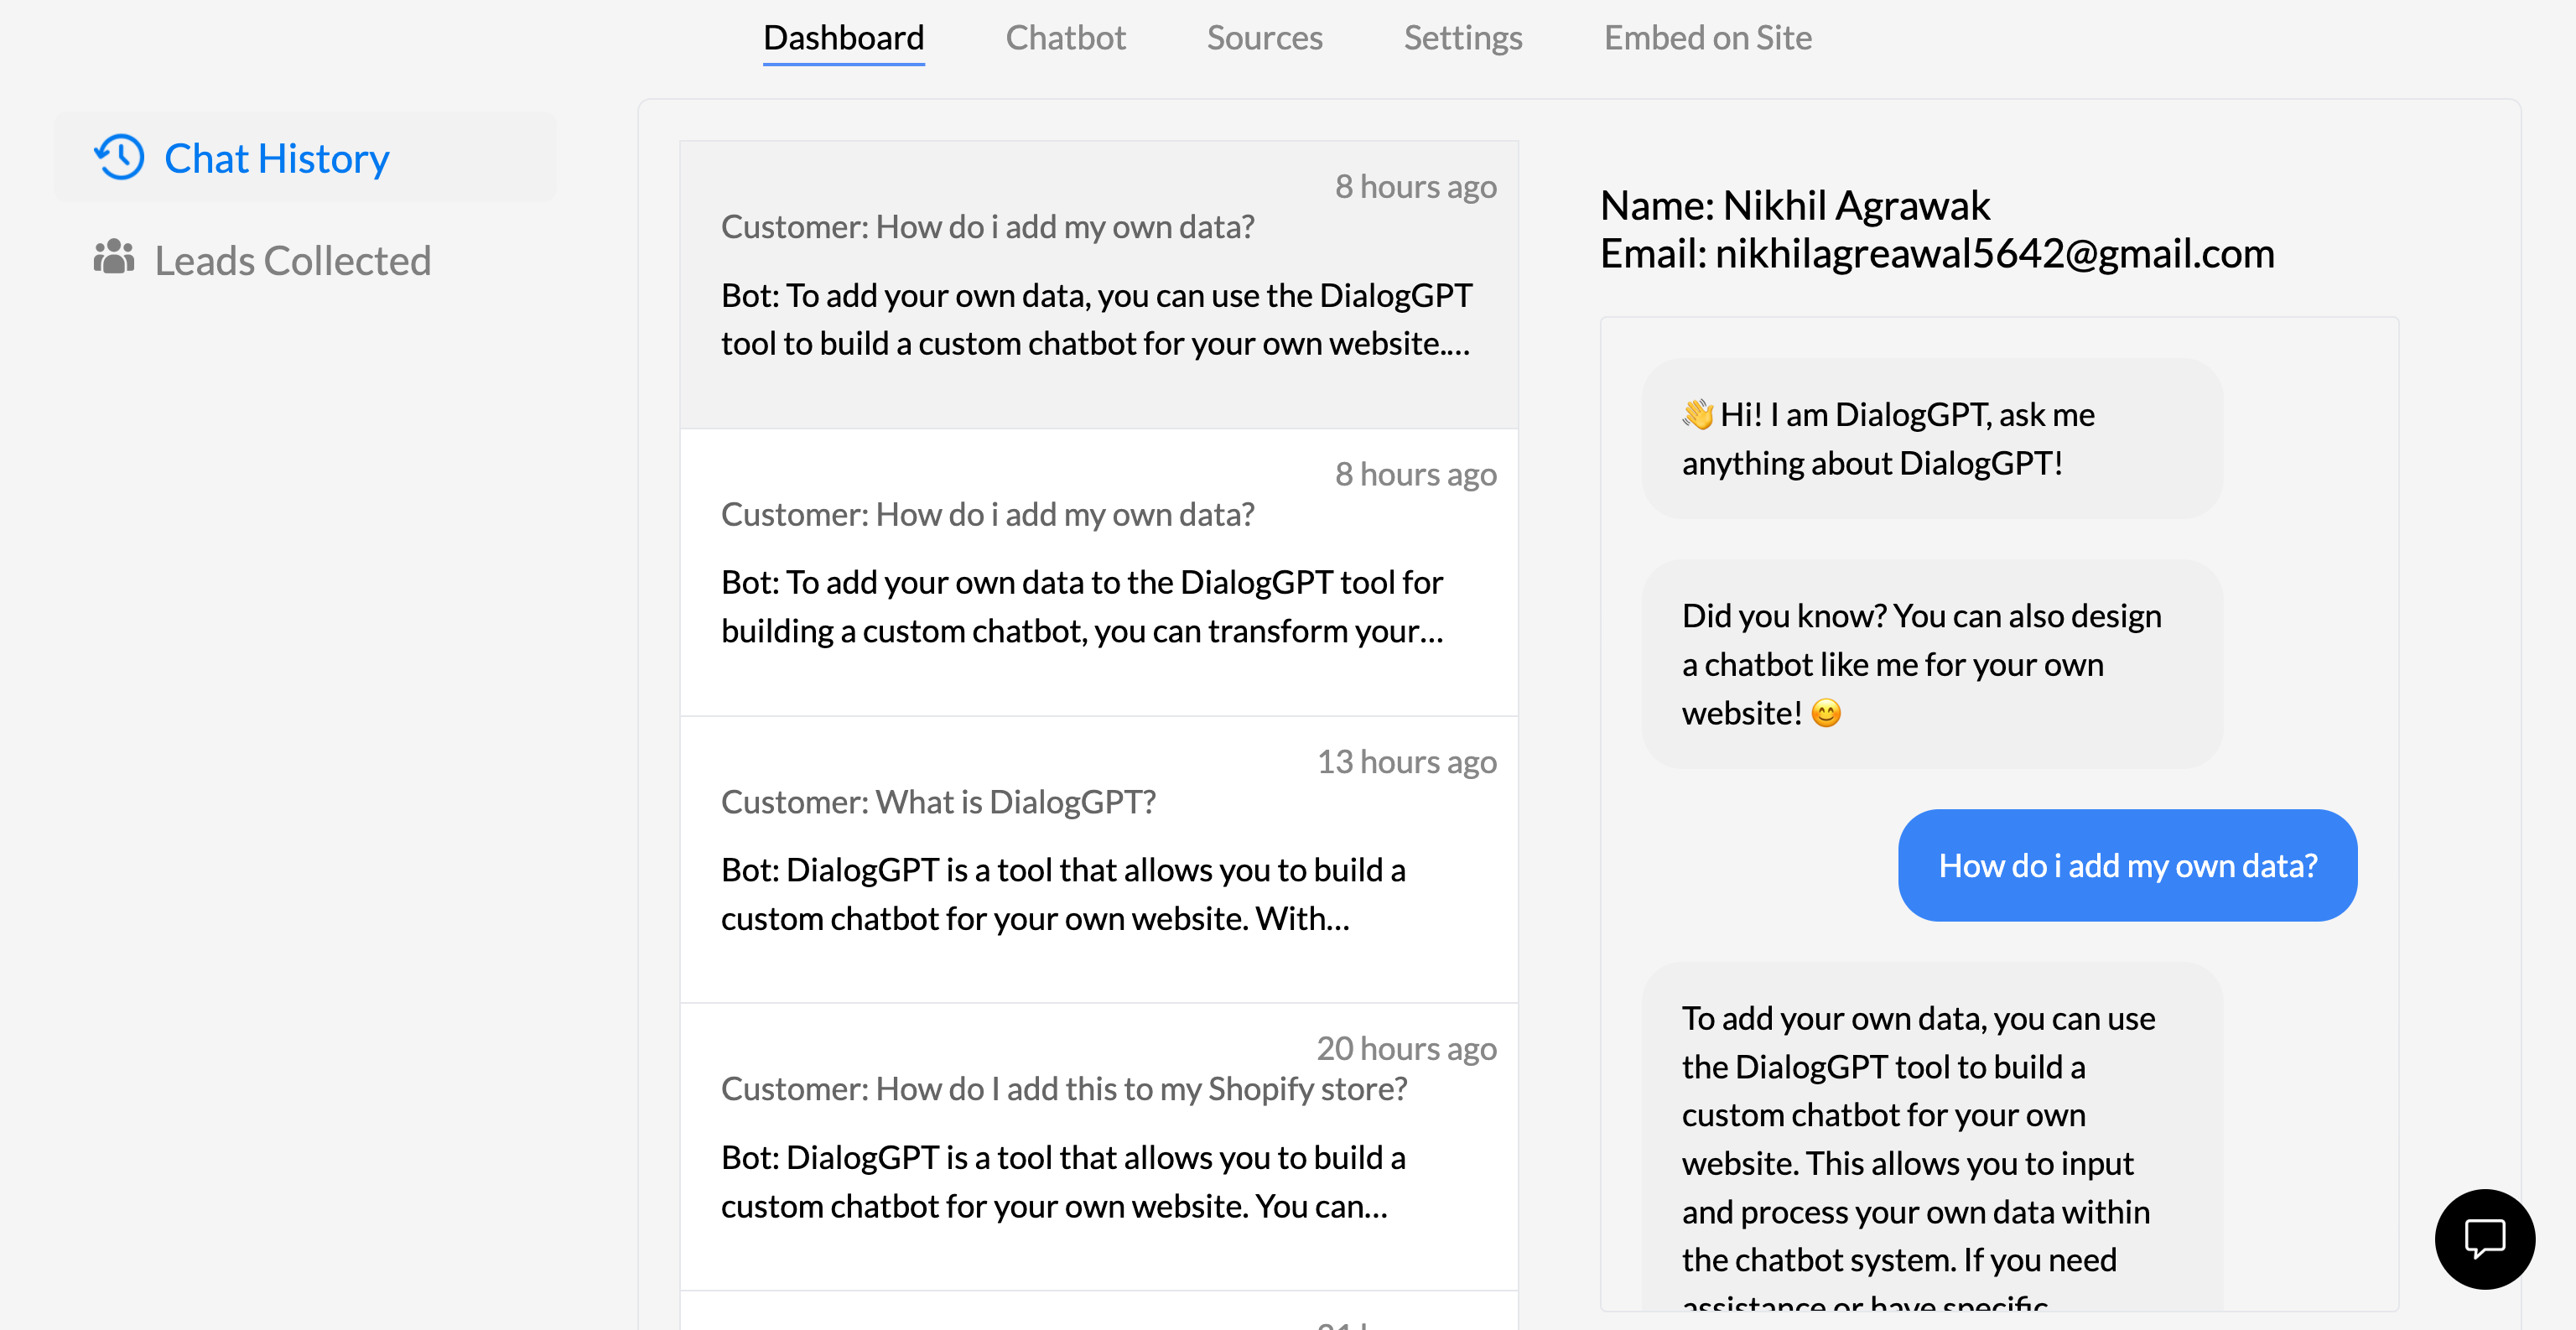 Dashboard Chatbot Sources Settings Embed on Site
Chat History
Leads Collected
8 hours ago
Customer: How do i add my own data?
Bot: To add your own data, you can use the DialogGPT
tool to build a custom chatbot for your own website....
8 hours ago
Customer: How do i add my own data?
Bot: To add your own data to the DialogGPT tool for
building a custom chatbot, you can transform your...
13 hours ago
Customer: What is DialogGPT?
Bot: DialogGPT is a tool that allows you to build a
custom chatbot for your own website. With...
20 hours ago
Customer: How do I add this to my Shopify store?
Bot: DialogGPT is a tool that allows you to build a
custom chatbot for your own website. You can...
Name: Nikhil Agrawak
Email: nikhilagreawal5642@gmail.com
👋 Hi! I am DialogGPT, ask me
anything about DialogGPT!
Did you know? You can also design
a chatbot like me for your own
website! 😊
How do i add my own data?
To add your own data, you can use
the DialogGPT tool to build a
custom chatbot for your own
website. This allows you to input
and process your own data within
the chatbot system. If you need
assistance or have specific